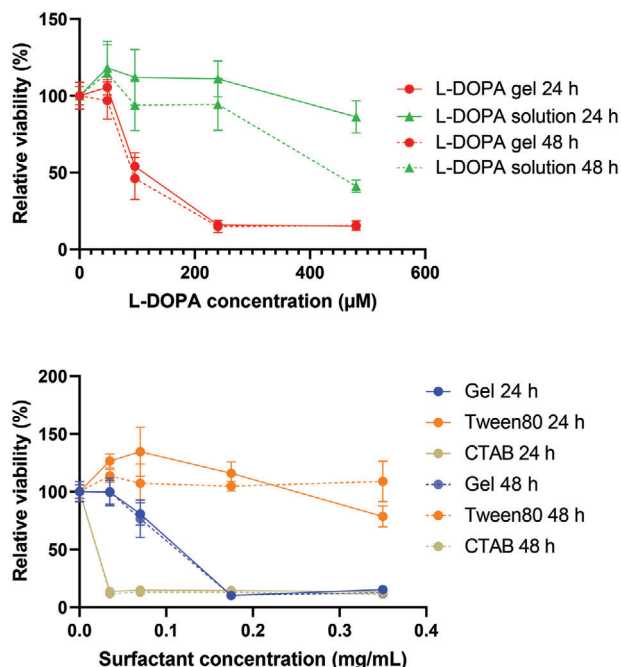 150
100
50
0
0
200
400
600
Relative viability (%)
L-DOPA concentration (µM)
L-DOPA gel 24 h
L-DOPA solution 24 h
L-DOPA gel 48 h
L-DOPA solution 48 h
200
150
100
50
0
0.0
0.1
0.2
0.3
0.4
Relative viability (%)
Surfactant concentration (mg/mL)
Gel 24 h
Tween80 24 h
CTAB 24 h
Gel 48 h
Tween80 48 h
CTAB 48 h